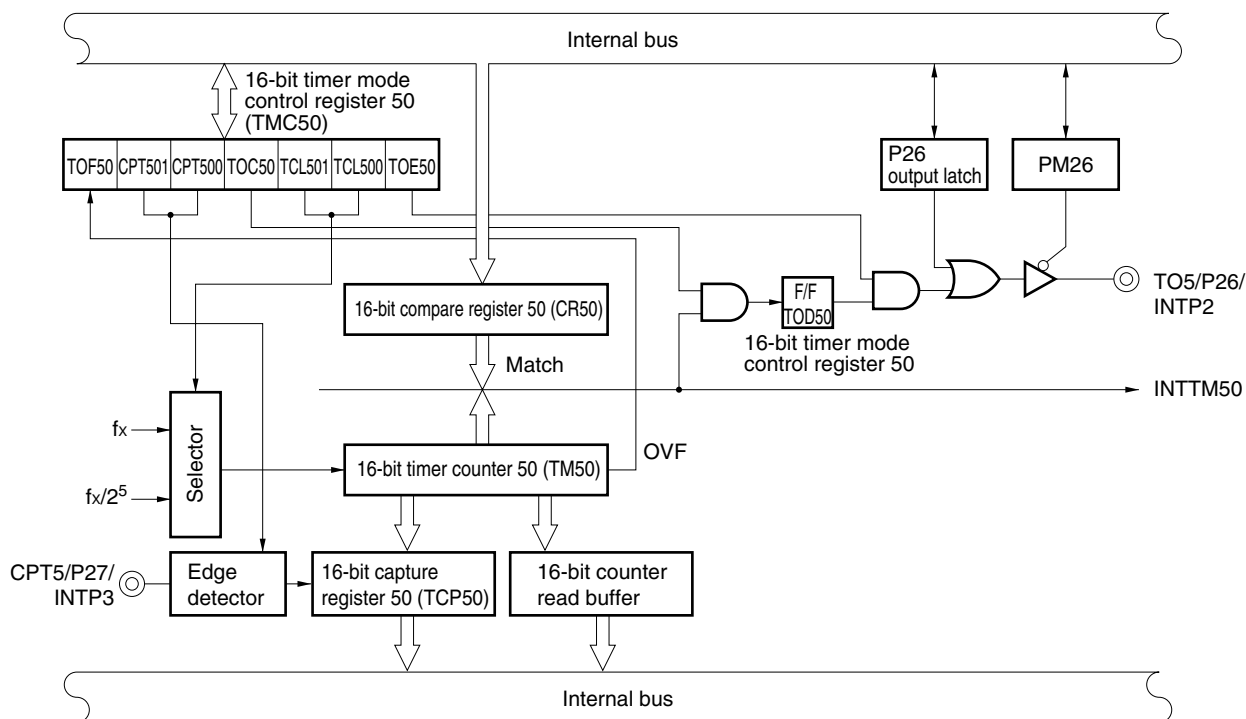 Internal bus
16-bit timer mode
control register 50
(TMC50)
TOF50 CPT501 CPT500 TOC50 TCL501 TCL500 TOE50
P26
output latch
PM26
16-bit compare register 50 (CR50)
F/F
TOD50
TO5/P26/
INTP2
16-bit timer mode
control register 50
Match
INTTM50
fx
Selector
fx/2⁵
16-bit timer counter 50 (TM50)
OVF
CPT5/P27/
INTP3
Edge
detector
16-bit capture
register 50 (TCP50)
16-bit counter
read buffer
Internal bus